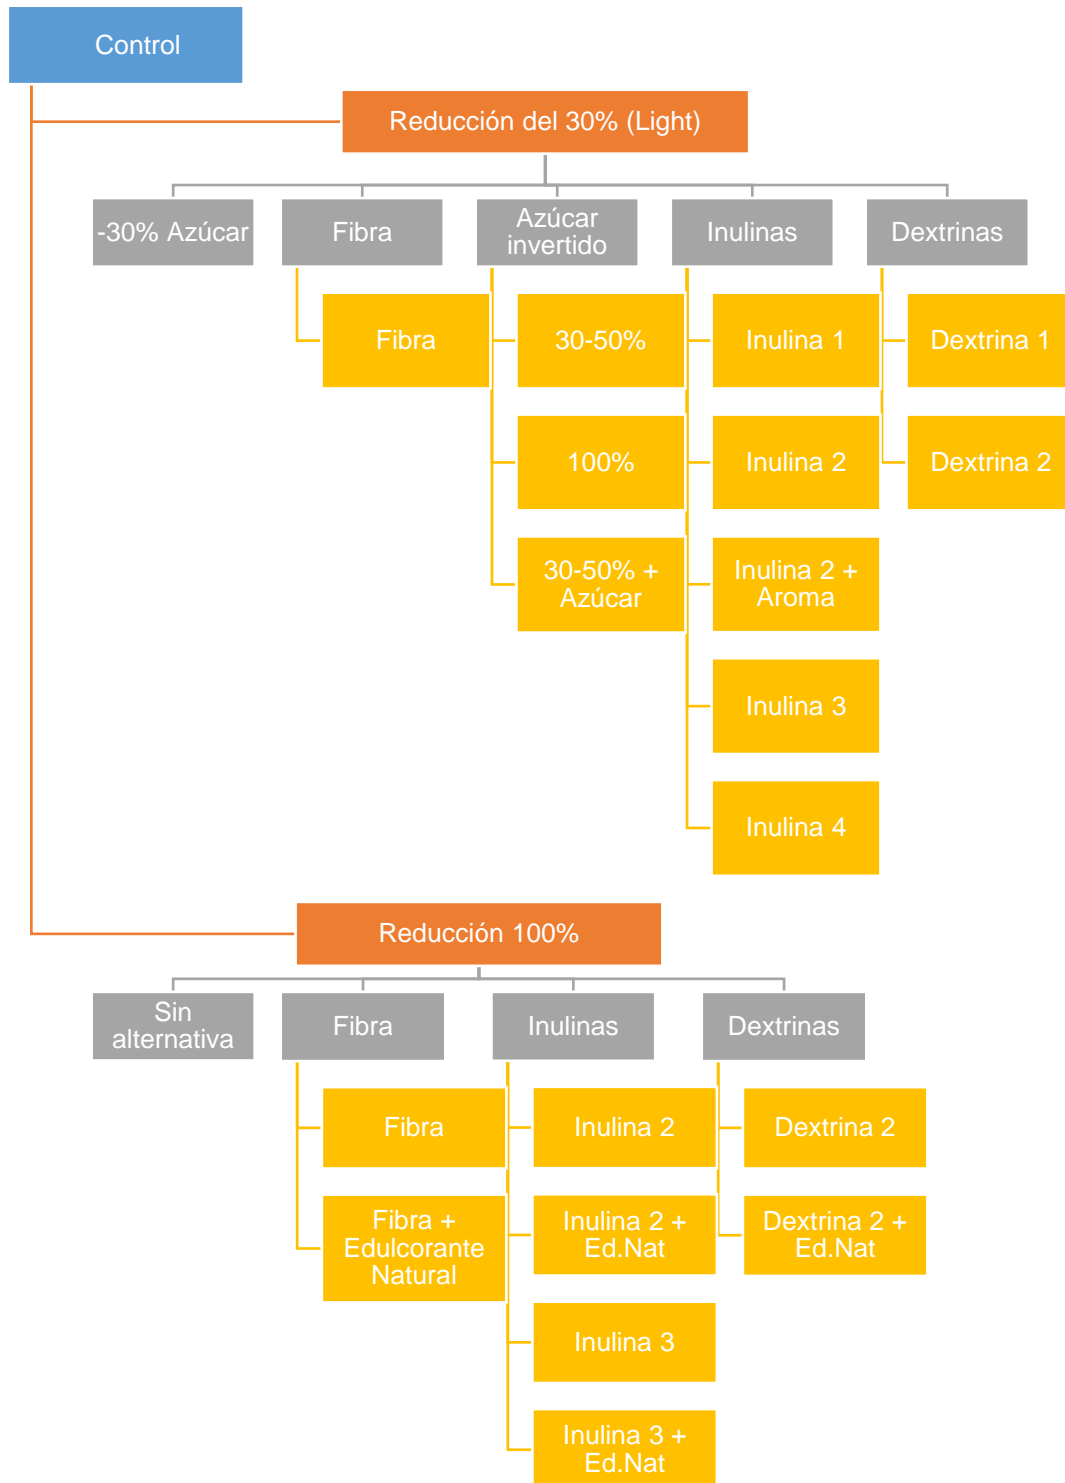 Control
Reducción del 30% (Light)
-30% Azúcar
Fibra
Azúcar
invertido
Inulinas
Dextrinas
Fibra
30-50%
Inulina 1
Dextrina 1
100%
Inulina 2
Dextrina 2
30-50% +
Azúcar
Inulina 2 +
Aroma
Inulina 3
Inulina 4
Reducción 100%
Sin
alternativa
Fibra
Inulinas
Dextrinas
Fibra
Inulina 2
Dextrina 2
Fibra +
Edulcorante
Natural
Inulina 2 +
Ed.Nat
Dextrina 2 +
Ed.Nat
Inulina 3
Inulina 3 +
Ed.Nat